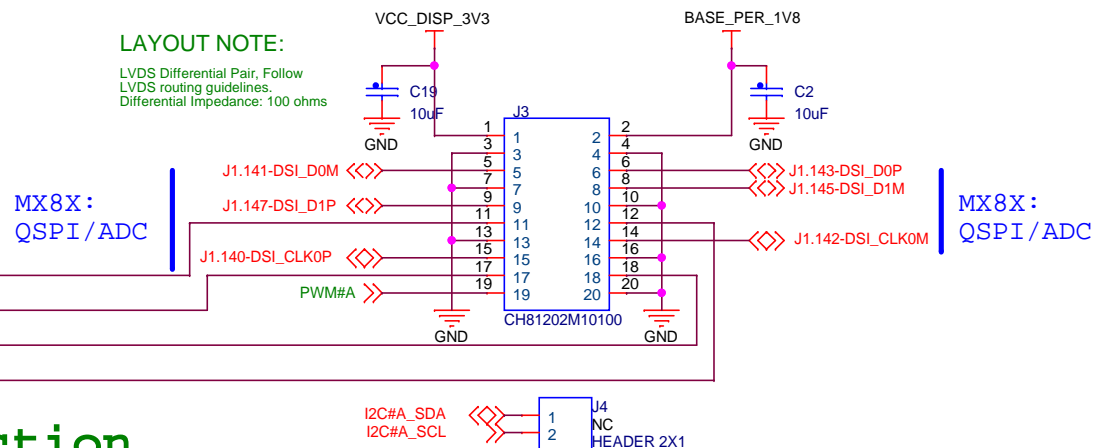 VCC_DISP_3V3
BASE_PER_1V8
LAYOUT NOTE:
LVDS Differential Pair, Follow
LVDS routing guidelines.
Differential Impedance: 100 ohms
C19
10uF
GND
C2
10uF
GND
J3
1 1 2 2
3 3 4 4
5 5 6 6
7 7 8 8
9 9 10 10
11 11 12 12
13 13 14 14
15 15 16 16
17 17 18 18
19 19 20 20
CH81202M10100
J1.141-DSI_D0M
J1.147-DSI_D1P
J1.140-DSI_CLK0P
PWM#A
J1.143-DSI_D0P
J1.145-DSI_D1M
J1.142-DSI_CLK0M
MX8X:
QSPI/ADC
MX8X:
QSPI/ADC
GND
GND
I2C#A_SDA
I2C#A_SCL
1
2
J4
NC
HEADER 2X1